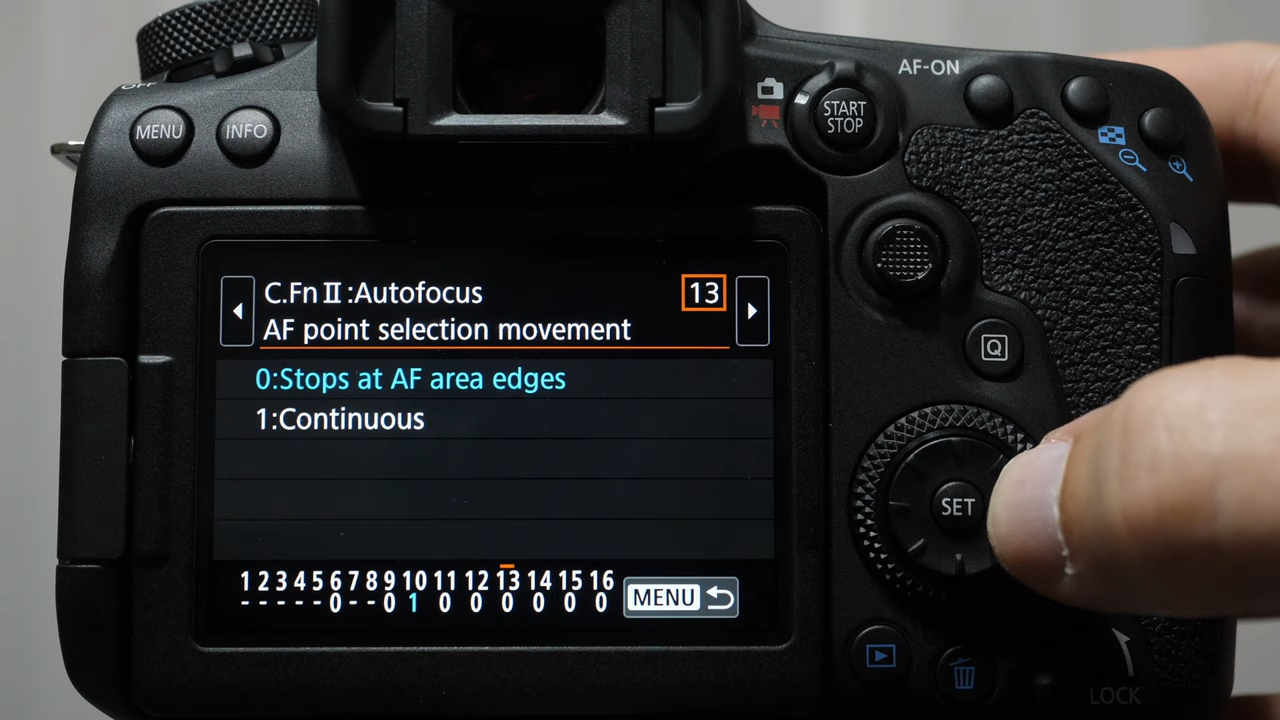 OFF
MENU
INFO
START
STOP
AF-ON
C.Fn II :Autofocus
13
AF point selection movement
0:Stops at AF area edges
1:Continuous
Q
SET
1 2 3 4 5 6 7 8 9 10 11 12 13 14 15 16
- - - - - 0 - - 0 1 0 0 0 0 0 0
MENU
LOCK